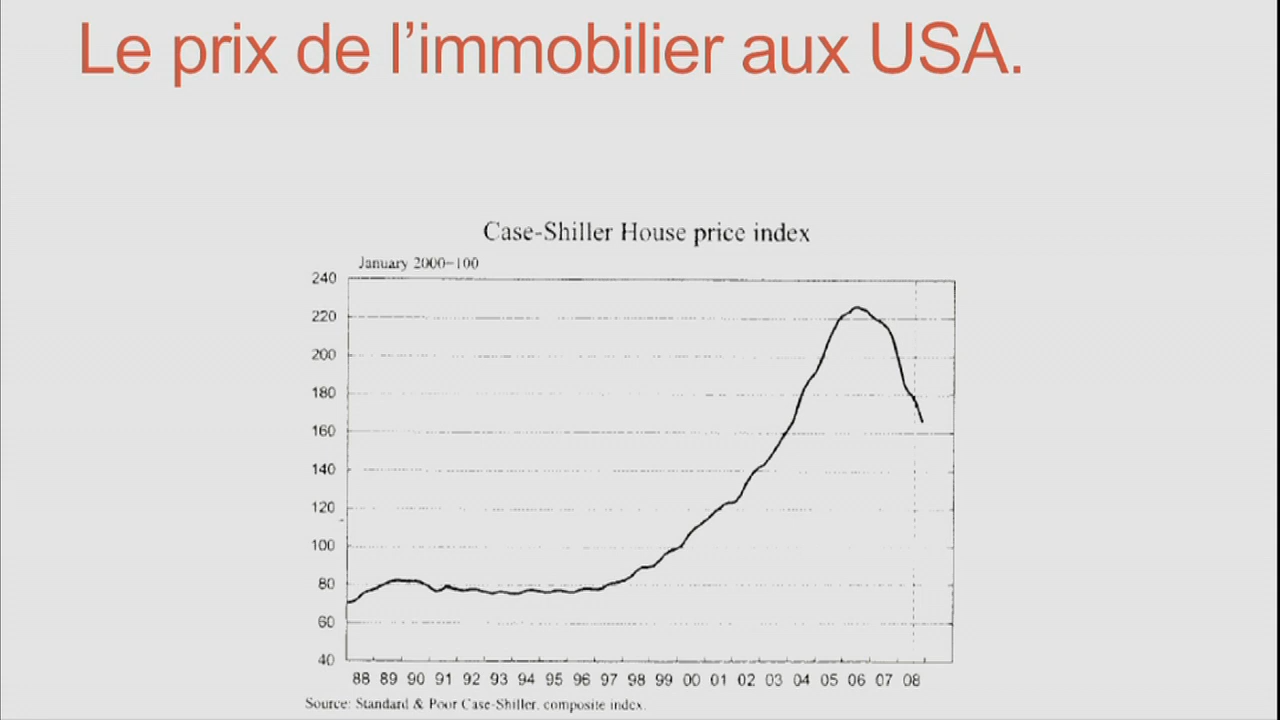 Le prix de l’immobilier aux USA.
Case-Shiller House price index
January 2000=100
240
220
200
180
160
140
120
100
80
60
40
88 89 90 91 92 93 94 95 96 97 98 99 00 01 02 03 04 05 06 07 08
Source: Standard & Poor Case-Shiller. composite index.